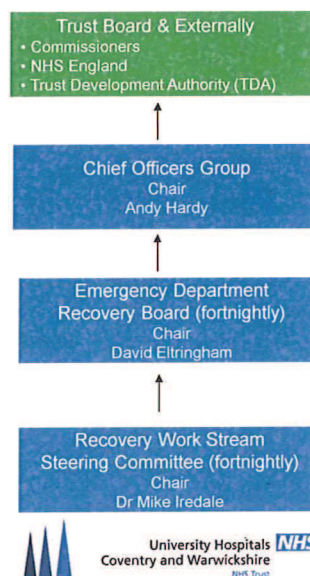 Trust Board & Externally
• Commissioners
• NHS England
• Trust Development Authority (TDA)
Chief Officers Group
Chair
Andy Hardy
Emergency Department
Recovery Board (fortnightly)
Chair
David Eltringham
Recovery Work Stream
Steering Committee (fortnightly)
Chair
Dr Mike Iredale
University Hospitals NHS
Coventry and Warwickshire
NHS Trust